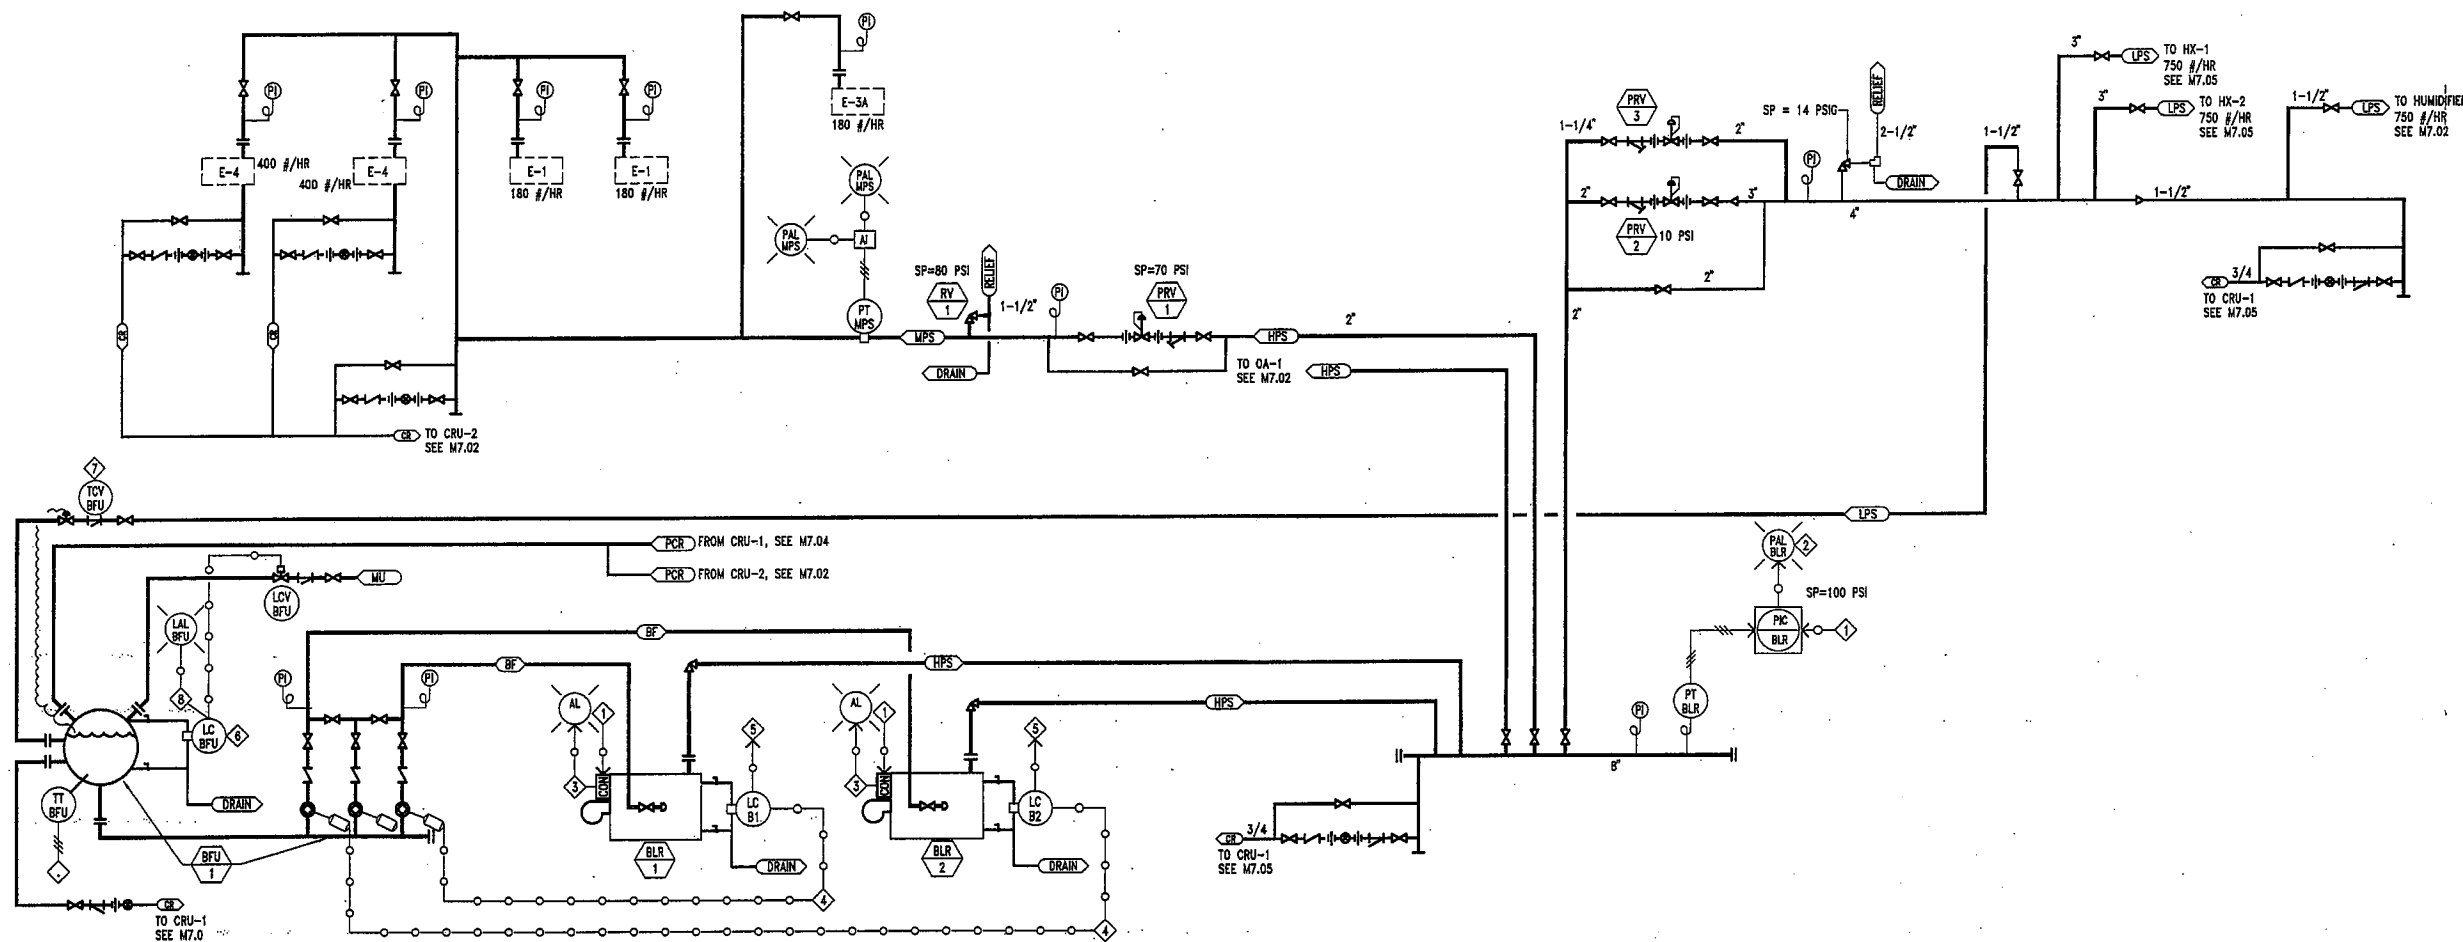 PI
PI
PI
PI
PI
E-4
400 #/HR
E-4
400 #/HR
E-1
180 #/HR
E-1
180 #/HR
E-3A
180 #/HR
CR
CR
CR
TO CRU-2
SEE M7.02
PAL
MPS
PAL
MPS
AI
PT
MPS
MPS
SP=80 PSI
RV
1
RELIEF
1-1/2"
DRAIN
PI
SP=70 PSI
PRV
1
HPS
2"
TO OA-1
SEE M7.02
HPS
PRV
3
1-1/4"
2"
2"
PRV
2
10 PSI
3"
2"
2"
SP = 14 PSIG
RELIEF
2-1/2"
DRAIN
PI
4"
1-1/2"
3"
LPS
TO HX-1
750 #/HR
SEE M7.05
3"
LPS
TO HX-2
750 #/HR
SEE M7.05
1-1/2"
LPS
TO HUMIDIFIE
750 #/HR
SEE M7.02
1-1/2"
3/4
CR
TO CRU-1
SEE M7.05
7
TCV
BFU
LPS
PCR
FROM CRU-1, SEE M7.04
PCR
FROM CRU-2, SEE M7.02
MU
LCV
BFU
LAL
BFU
8
LC
BFU
6
DRAIN
TT
BFU
BFU
1
CR
TO CRU-1
SEE M7.0
PI
PI
BF
BF
AL
1
3
CON
BLR
1
5
LC
B1
DRAIN
4
HPS
HPS
AL
1
3
CON
BLR
2
5
LC
B2
DRAIN
4
3/4
CR
TO CRU-1
SEE M7.05
8"
PI
PT
BLR
PAL
BLR
2
SP=100 PSI
PIC
BLR
1